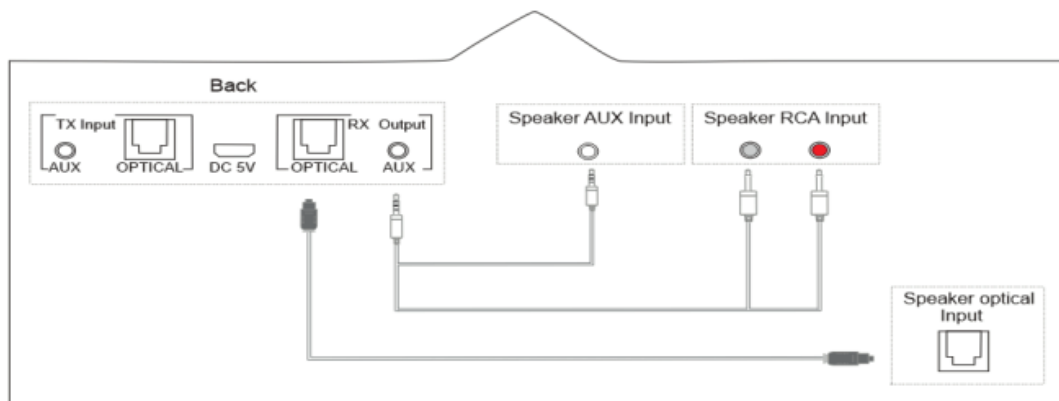 Back
TX Input
RX Output
AUX
OPTICAL
DC 5V
OPTICAL
AUX
Speaker AUX Input
Speaker RCA Input
Speaker optical
Input